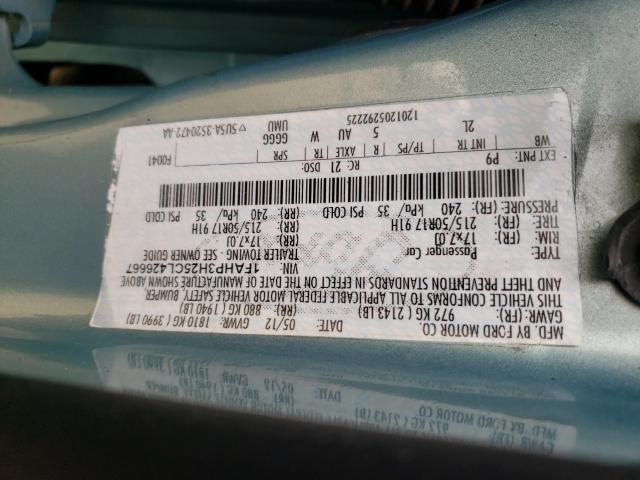 MFD. BY FORD MOTOR CO.
DATE: 05/12 GVWR: 1810 KG ( 3990 LB)
GAWR: (FR) 972 KG ( 2143 LB) (RR) 880 KG ( 1940 LB)
THIS VEHICLE CONFORMS TO ALL APPLICABLE FEDERAL MOTOR VEHICLE SAFETY, BUMPER,
AND THEFT PREVENTION STANDARDS IN EFFECT ON THE DATE OF MANUFACTURE SHOWN ABOVE
VIN: 1FAHP3H25CL426667
Passenger Car TRAILER TOWING - SEE OWNER GUIDE
RIM: 17x7.0J 17x7.0J
TIRE: (FR) 215/50R17 91H (RR) 215/50R17 91H
PRESSURE: (FR) 240 kPa/ 35 PSI COLD (RR) 240 kPa/ 35 PSI COLD
EXT PNT: P9 RC: 21 DSO: F0041
WB INT TR TP/PS R AXLE TR SPR
2L 5 AU W 6666
UMU
1201205292225 ▽5U5A-3520472-AA